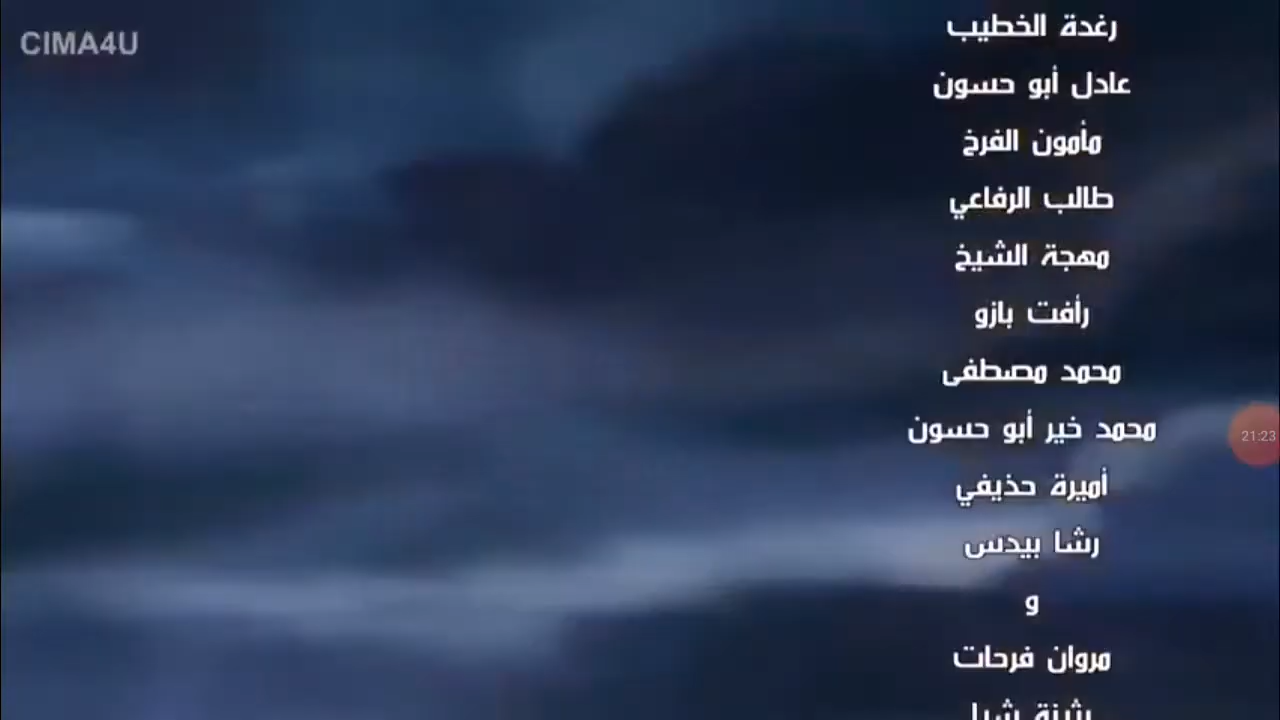 CIMA4U
رغدة الخطيب
عادل أبو حسون
مأمون الفرخ
طالب الرفاعي
مهجة الشيخ
رأفت بازو
محمد مصطفى
محمد خير أبو حسون
21:23
أميرة حذيفي
رشا بيدس
و
مروان فرحات